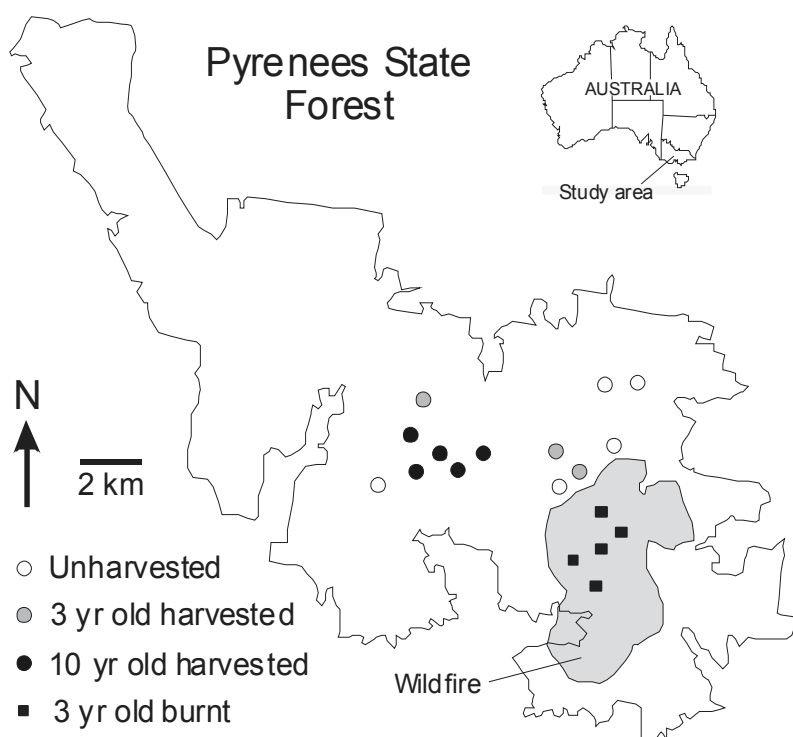 Pyrenees State
Forest
AUSTRALIA
Study area
N
2 km
Unharvested
3 yr old harvested
10 yr old harvested
3 yr old burnt
Wildfire